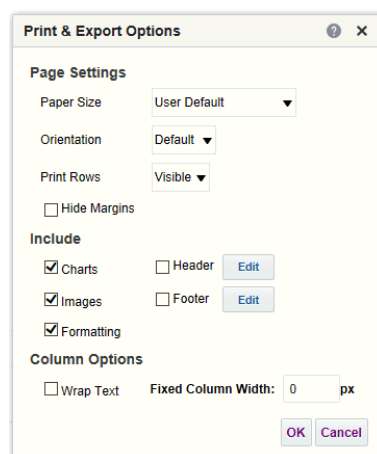 Print & Export Options ? ×
Page Settings
Paper Size User Default
Orientation Default
Print Rows Visible
Hide Margins
Include
Charts Header Edit
Images Footer Edit
Formatting
Column Options
Wrap Text Fixed Column Width: 0 px
OK Cancel